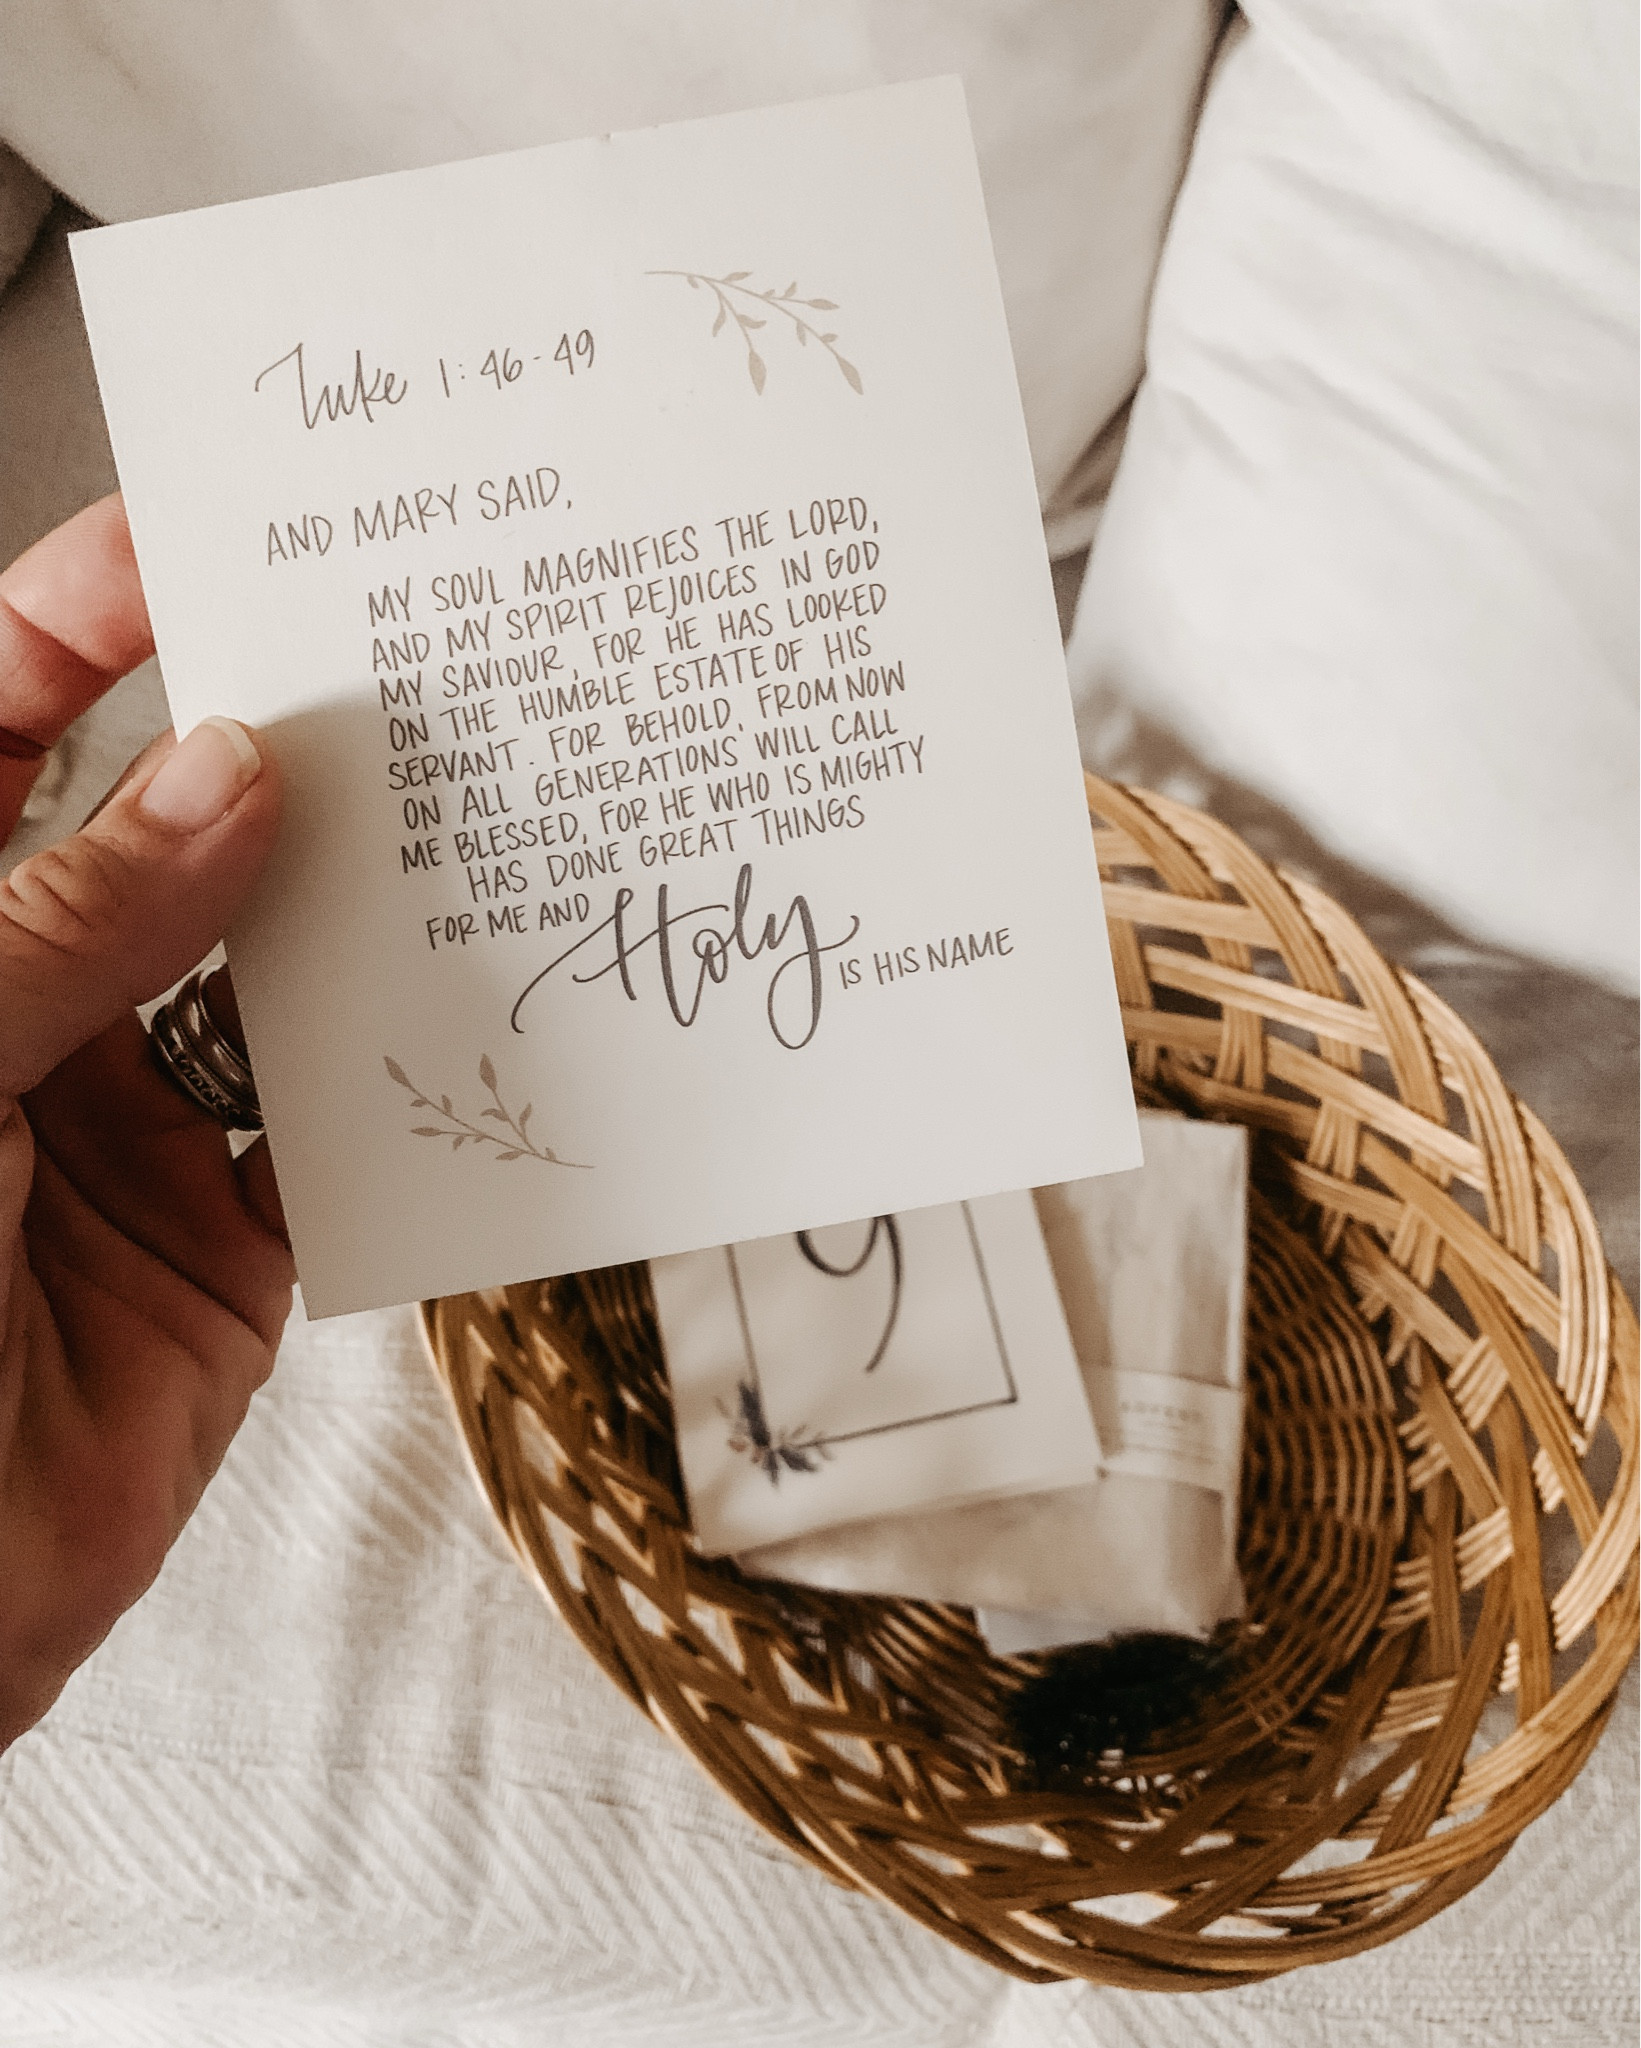 Luke 1:46-49
AND MARY SAID,
MY SOUL MAGNIFIES THE LORD,
AND MY SPIRIT REJOICES IN GOD
MY SAVIOUR, FOR HE HAS LOOKED
ON THE HUMBLE ESTATE OF HIS
SERVANT. FOR BEHOLD, FROM NOW
ON ALL GENERATIONS WILL CALL
ME BLESSED, FOR HE WHO IS MIGHTY
HAS DONE GREAT THINGS
FOR ME AND Holy IS HIS NAME
9
ADVENT